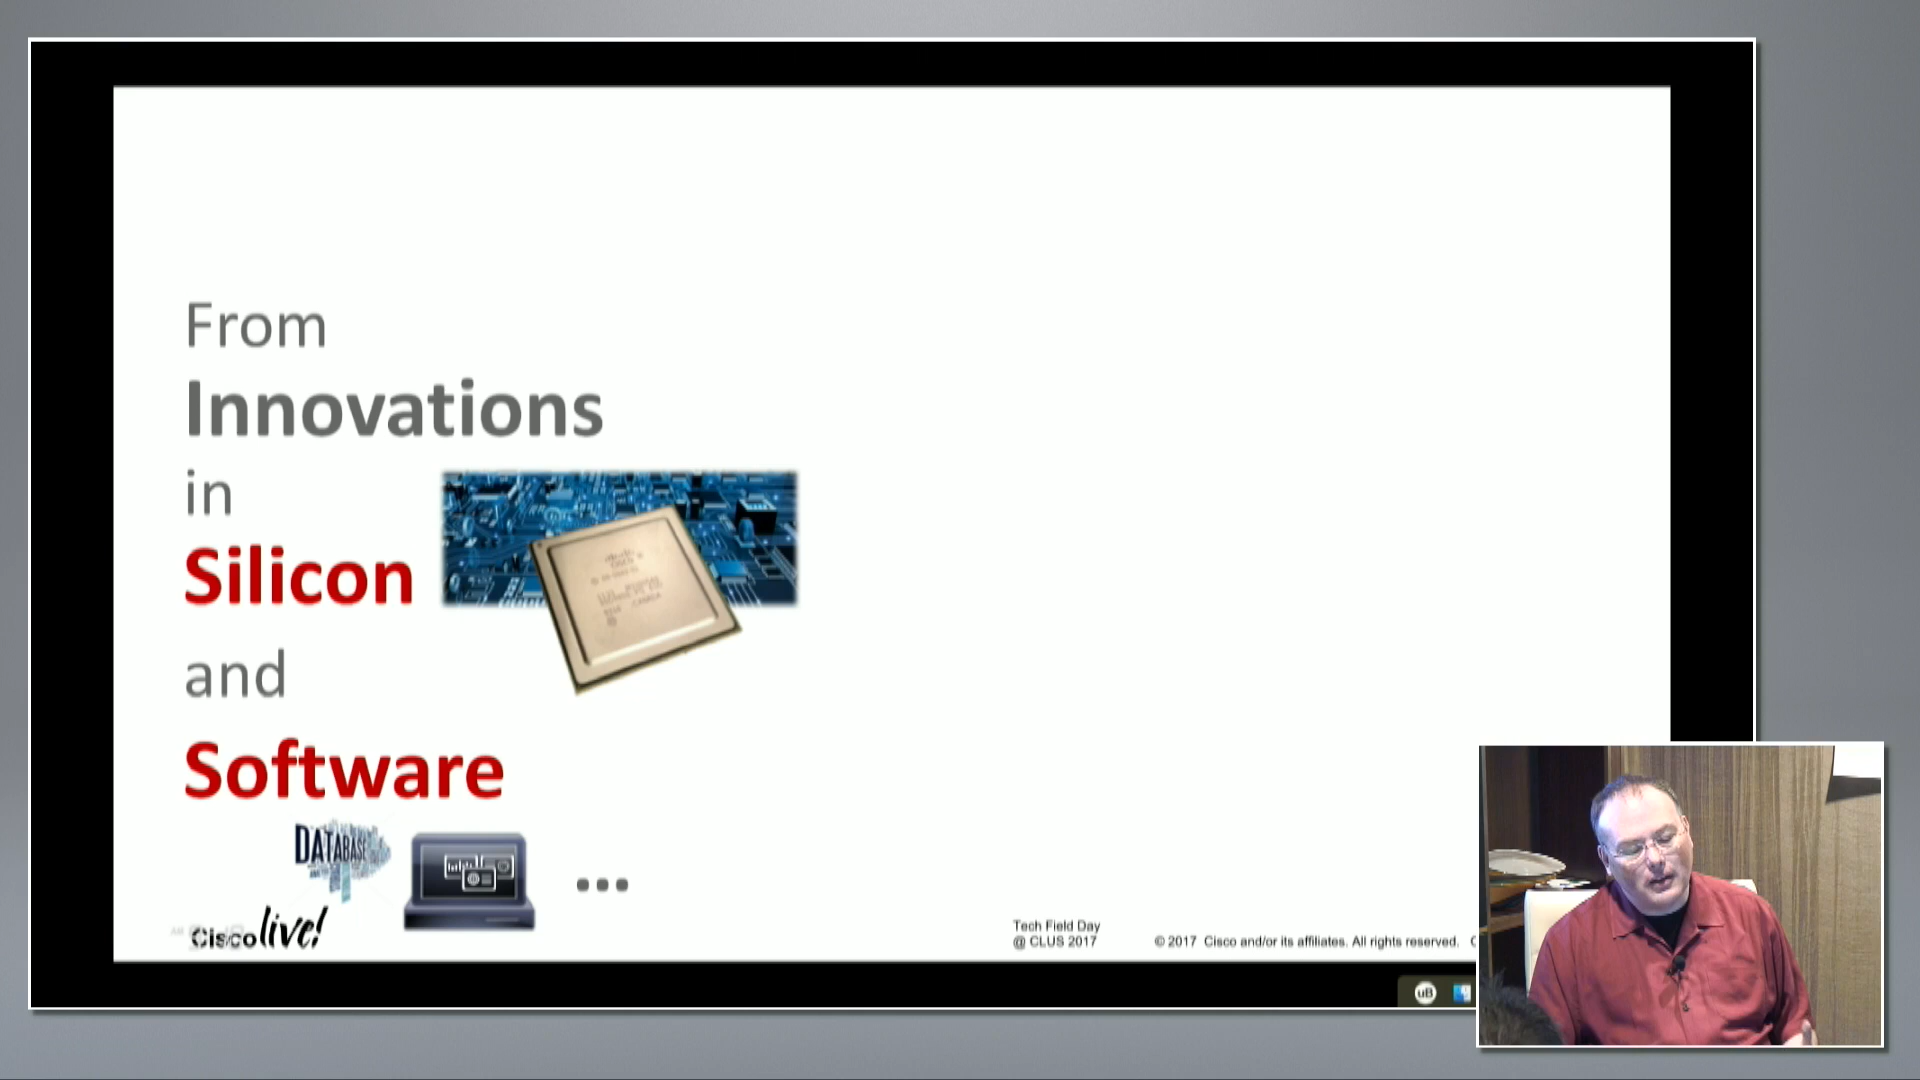 From
Innovations
in
Silicon
and
Software
DATABASE
Cisco live!
Tech Field Day
@ CLUS 2017
© 2017 Cisco and/or its affiliates. All rights reserved.
uB